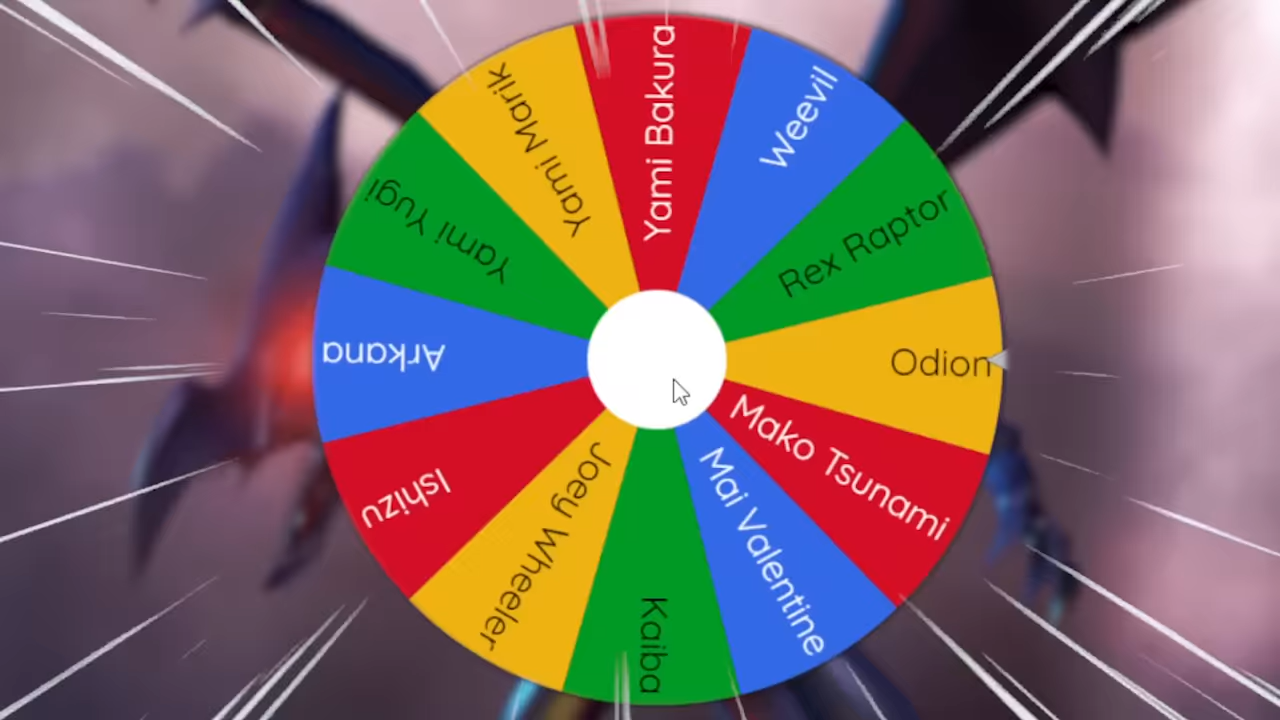 Yami Bakura
Weevil
Rex Raptor
Odion
Mako Tsunami
Mai Valentine
Kaiba
Joey Wheeler
Ishizu
Arkana
Yami Yugi
Yami Marik